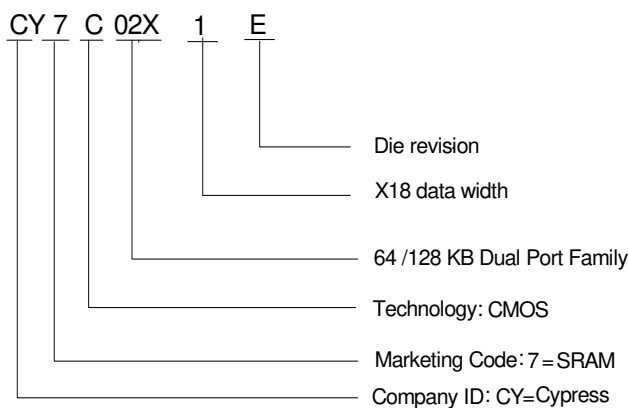 CY 7 C 02X 1 E
Die revision
X18 data width
64 /128 KB Dual Port Family
Technology: CMOS
Marketing Code: 7 = SRAM
Company ID: CY=Cypress